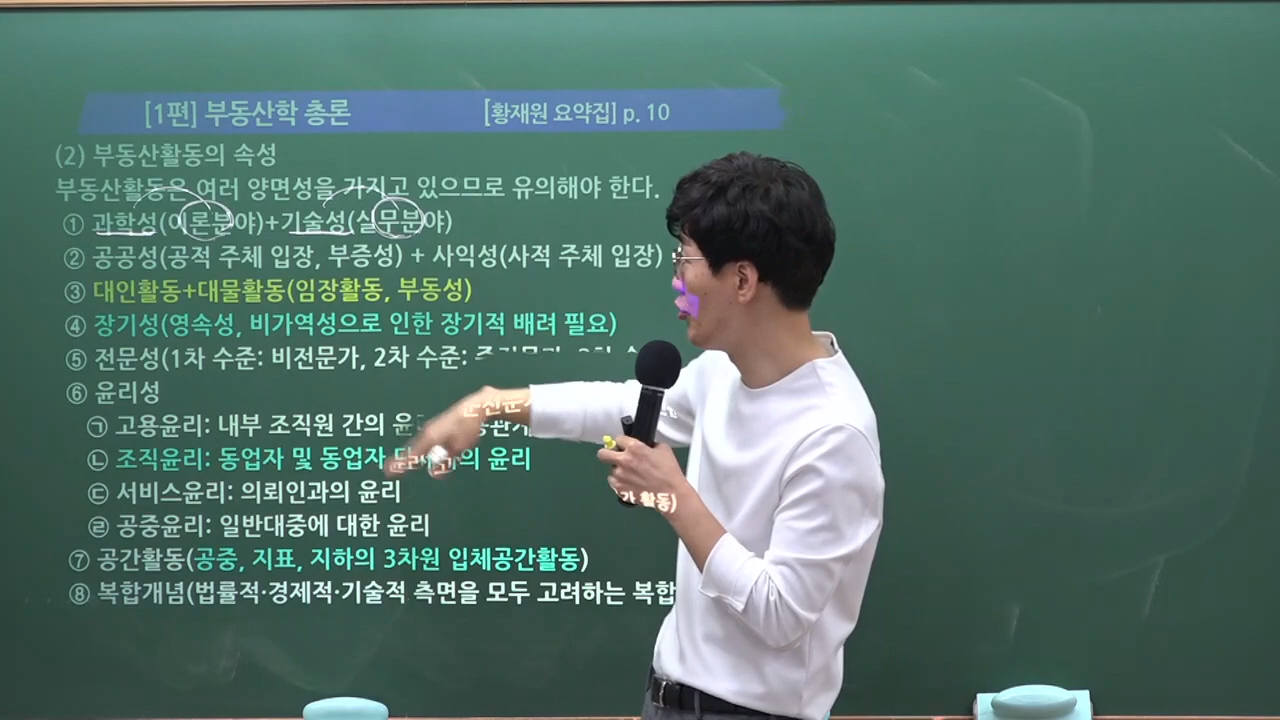 [1편] 부동산학 총론 [황재원 요약집] p. 10
(2) 부동산활동의 속성
부동산활동은 여러 양면성을 가지고 있으므로 유의해야 한다.
① 과학성(이론분야)+기술성(실무분야)
② 공공성(공적 주체 입장, 부증성) + 사익성(사적 주체 입장)
③ 대인활동+대물활동(임장활동, 부동성)
④ 장기성(영속성, 비가역성으로 인한 장기적 배려 필요)
⑤ 전문성(1차 수준: 비전문가, 2차 수준:
⑥ 윤리성
㉠ 고용윤리: 내부 조직원 간의
㉡ 조직윤리: 동업자 및 동업자 윤리
㉢ 서비스윤리: 의뢰인과의 윤리
㉣ 공중윤리: 일반대중에 대한 윤리
⑦ 공간활동(공중, 지표, 지하의 3차원 입체공간활동)
⑧ 복합개념(법률적·경제적·기술적 측면을 모두 고려하는 복합
활동)